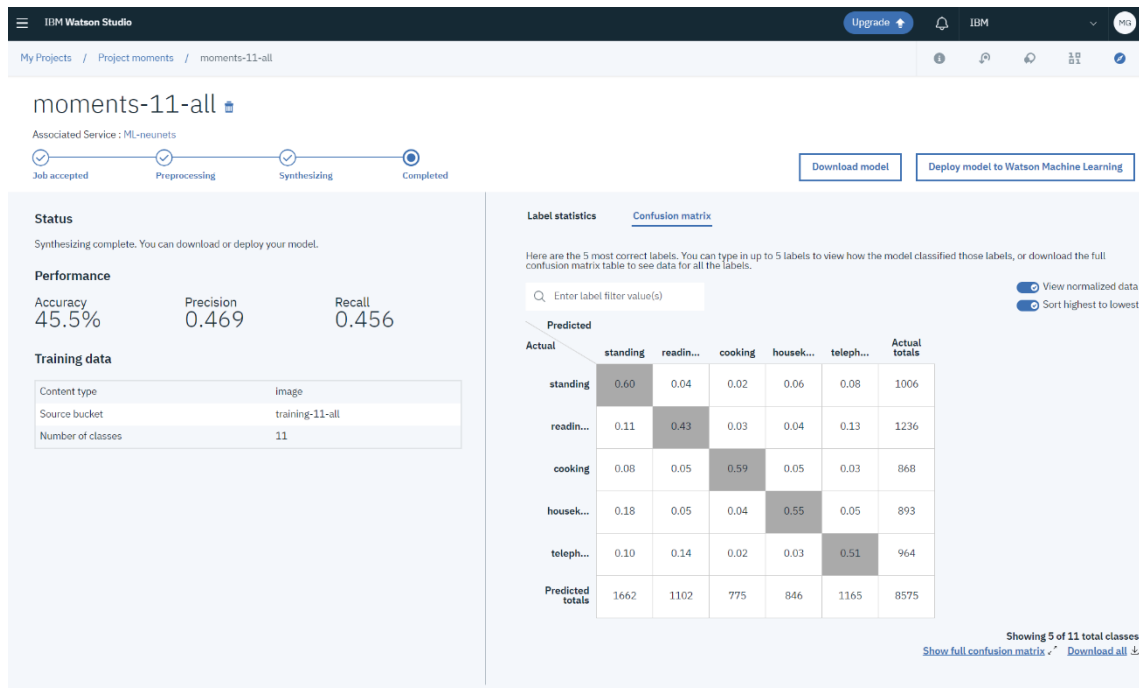 IBM Watson Studio
Upgrade
IBM
MG
My Projects / Project moments / moments-11-all
moments-11-all
Associated Service : ML-neunets
Job accepted Preprocessing Synthesizing Completed
Download model
Deploy model to Watson Machine Learning
Status
Synthesizing complete. You can download or deploy your model.
Performance
Accuracy Precision Recall
45.5% 0.469 0.456
Training data
Content type image
Source bucket training-11-all
Number of classes 11
Label statistics Confusion matrix
Here are the 5 most correct labels. You can type in up to 5 labels to view how the model classified those labels, or download the full
confusion matrix table to see data for all the labels.
Enter label filter value(s)
View normalized data
Sort highest to lowest
Predicted
Actual
standing readin... cooking housek... teleph... Actual totals
standing 0.60 0.04 0.02 0.06 0.08 1006
readin... 0.11 0.43 0.03 0.04 0.13 1236
cooking 0.08 0.05 0.59 0.05 0.03 868
housek... 0.18 0.05 0.04 0.55 0.05 893
teleph... 0.10 0.14 0.02 0.03 0.51 964
Predicted totals 1662 1102 775 846 1165 8575
Showing 5 of 11 total classes
Show full confusion matrix Download all